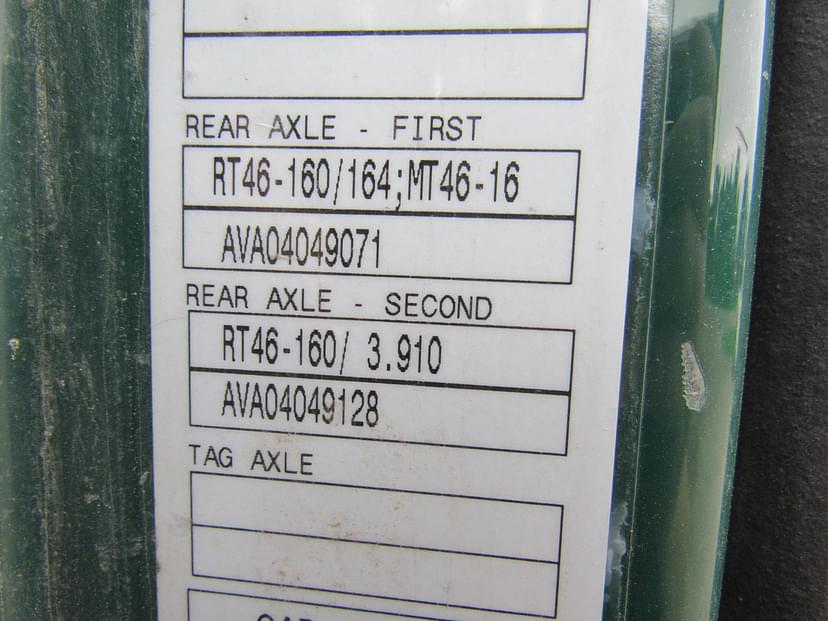 REAR AXLE - FIRST
RT46-160/164;MT46-16
AVA04049071
REAR AXLE - SECOND
RT46-160/ 3.910
AVA04049128
TAG AXLE